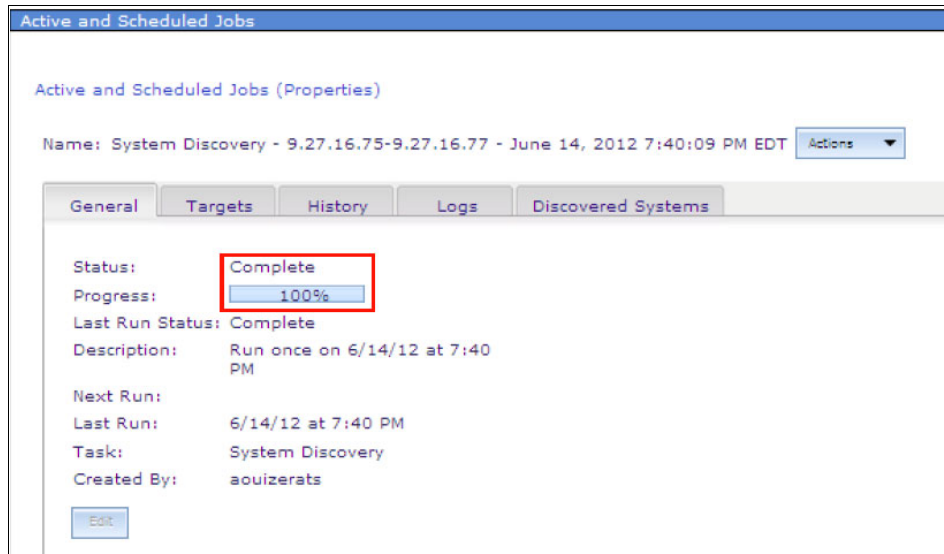 Active and Scheduled Jobs
Active and Scheduled Jobs (Properties)
Name: System Discovery - 9.27.16.75-9.27.16.77 - June 14, 2012 7:40:09 PM EDT Actions
General Targets History Logs Discovered Systems
Status: Complete
Progress: 100%
Last Run Status: Complete
Description: Run once on 6/14/12 at 7:40
PM
Next Run:
Last Run: 6/14/12 at 7:40 PM
Task: System Discovery
Created By: aouizerats
Edit